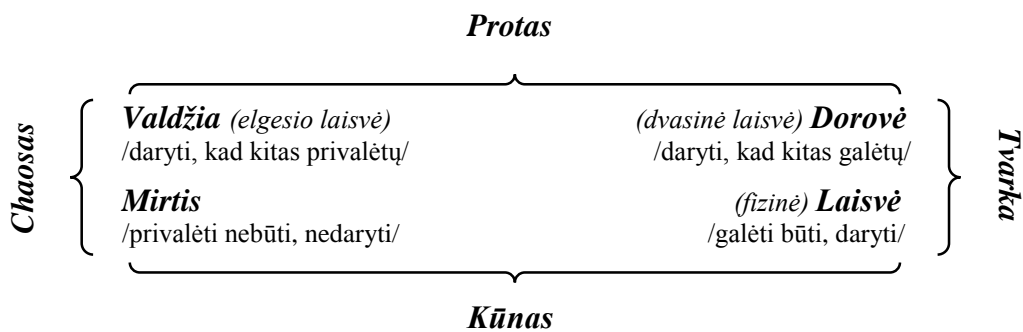 Protas
Chaosas
Valdžia (elgesio laisvė)
/daryti, kad kitas privalėtų/
(dvasinė laisvė) Dorovė
/daryti, kad kitas galėtų/
Mirtis
/privalėti nebūti, nedaryti/
(fizinė) Laisvė
/galėti būti, daryti/
Tvarka
Kūnas